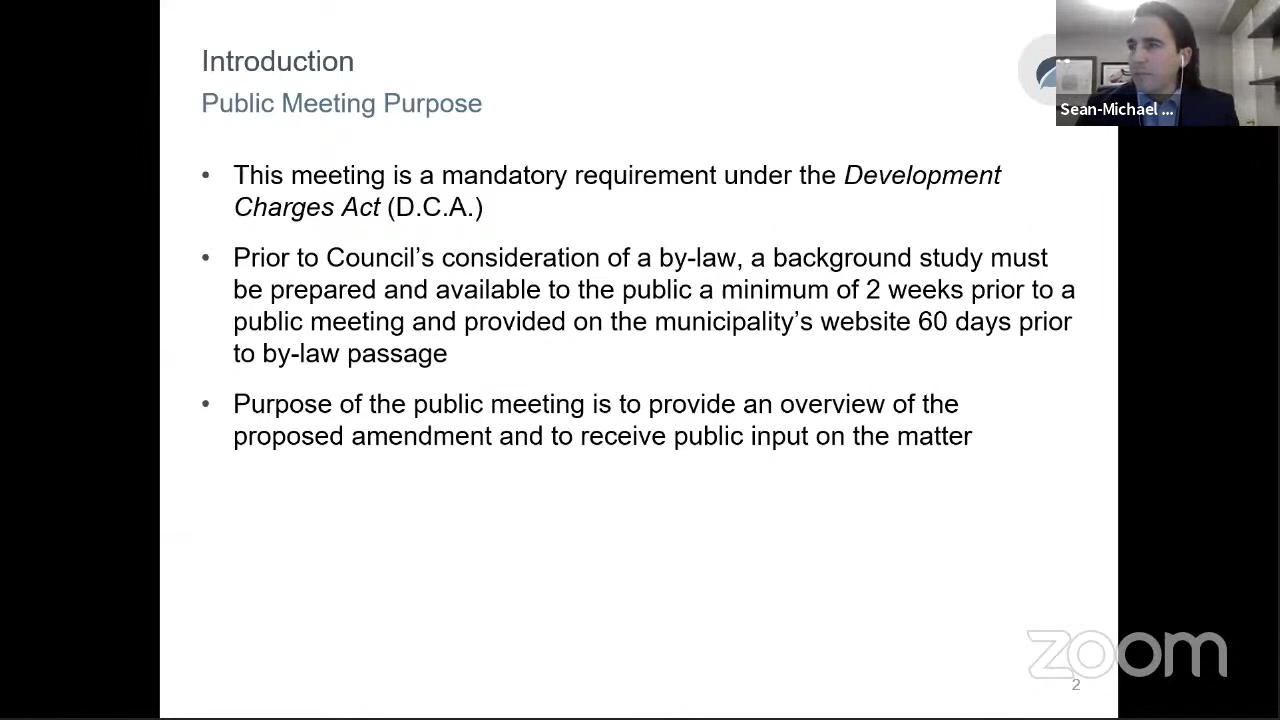 Introduction
Public Meeting Purpose
Sean-Michael ...
• This meeting is a mandatory requirement under the Development
Charges Act (D.C.A.)
• Prior to Council’s consideration of a by-law, a background study must
be prepared and available to the public a minimum of 2 weeks prior to a
public meeting and provided on the municipality’s website 60 days prior
to by-law passage
• Purpose of the public meeting is to provide an overview of the
proposed amendment and to receive public input on the matter
zoom
2